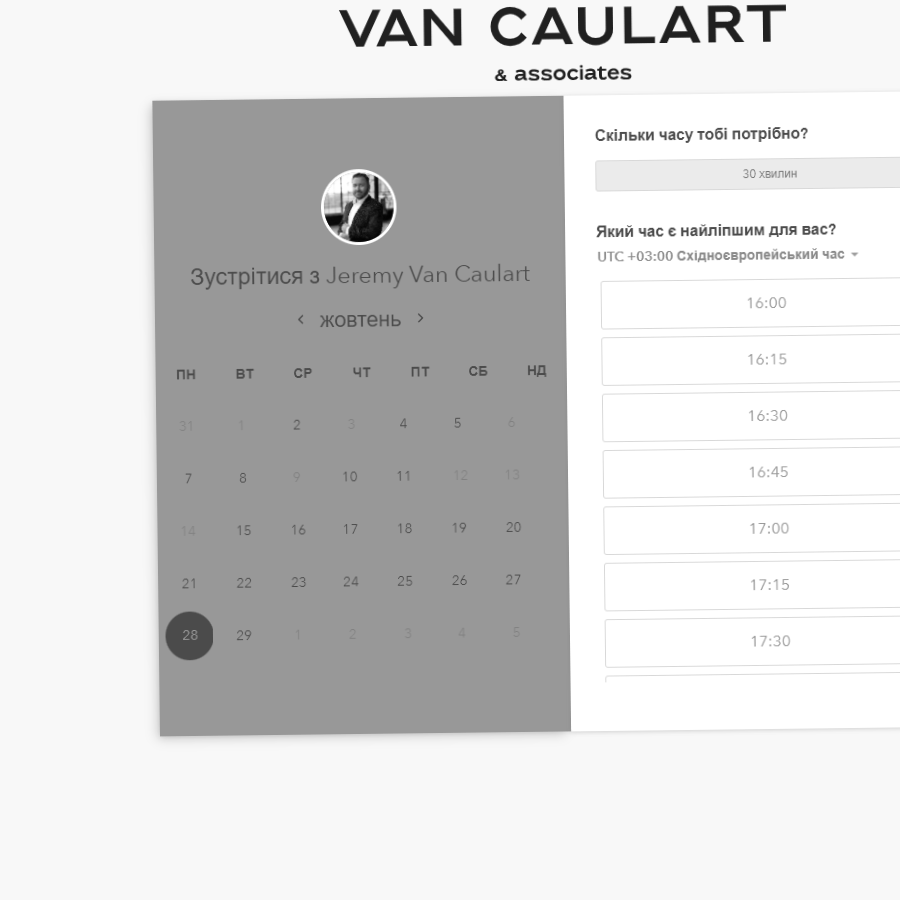 VAN CAULART
& associates
Зустрітися з Jeremy Van Caulart
‹ жовтень ›
ПН ВТ СР ЧТ ПТ СБ НД
31 1 2 3 4 5 6
7 8 9 10 11 12 13
14 15 16 17 18 19 20
21 22 23 24 25 26 27
28 29 1 2 3 4 5
Скільки часу тобі потрібно?
30 хвилин
Який час є найліпшим для вас?
UTC +03:00 Східноєвропейський час
16:00
16:15
16:30
16:45
17:00
17:15
17:30